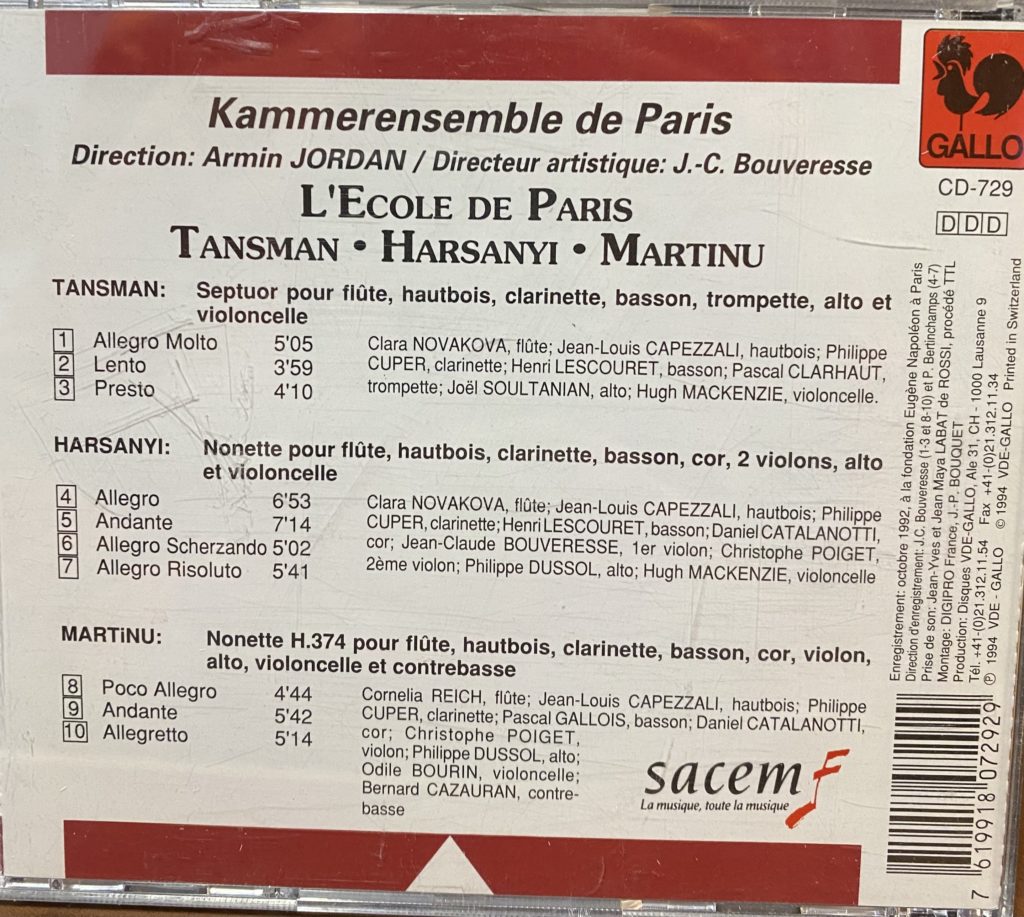 Kammerensemble de Paris
Direction: Armin JORDAN / Directeur artistique: J.-C. Bouveresse
L'ECOLE DE PARIS
TANSMAN • HARSANYI • MARTINU
GALLO
CD-729
D D D
TANSMAN: Septuor pour flûte, hautbois, clarinette, basson, trompette, alto et
violoncelle
1 Allegro Molto 5'05
2 Lento 3'59
3 Presto 4'10
Clara NOVAKOVA, flûte; Jean-Louis CAPEZZALI, hautbois; Philippe
CUPER, clarinette; Henri LESCOURET, basson; Pascal CLARHAUT,
trompette; Joël SOULTANIAN, alto; Hugh MACKENZIE, violoncelle.
HARSANYI: Nonette pour flûte, hautbois, clarinette, basson, cor, 2 violons, alto
et violoncelle
4 Allegro 6'53
5 Andante 7'14
6 Allegro Scherzando 5'02
7 Allegro Risoluto 5'41
Clara NOVAKOVA, flûte; Jean-Louis CAPEZZALI, hautbois; Philippe
CUPER, clarinette; Henri LESCOURET, basson; Daniel CATALANOTTI,
cor; Jean-Claude BOUVERESSE, 1er violon; Christophe POIGET,
2ème violon; Philippe DUSSOL, alto; Hugh MACKENZIE, violoncelle
MARTiNU: Nonette H.374 pour flûte, hautbois, clarinette, basson, cor, violon,
alto, violoncelle et contrebasse
8 Poco Allegro 4'44
9 Andante 5'42
10 Allegretto 5'14
Cornelia REICH, flûte; Jean-Louis CAPEZZALI, hautbois; Philippe
CUPER, clarinette; Pascal GALLOIS, basson; Daniel CATALANOTTI,
cor; Christophe POIGET,
violon; Philippe DUSSOL, alto;
Odile BOURIN, violoncelle;
Bernard CAZAURAN, contre-
basse
sacem
La musique, toute la musique
Enregistrement: octobre 1992, à la fondation Eugène Napoléon à Paris
Direction d'enregistrement: J.C. Bouveresse (1-3 et 8-10) et P. Bertinchamps (4-7)
Prise de son: Jean-Yves et Jean Maya LABAT de ROSSI, procédé TTL
Montage: DIGIPRO France, J.-P. BOUQUET
Production: Disques VDE-GALLO, Ale 31, CH - 1000 Lausanne 9
Tél. +41-(0)21.312.11.54 Fax +41-(0)21.312.11.34
℗ 1994 VDE - GALLO © 1994 VDE-GALLO Printed in Switzerland
7 619918 072929